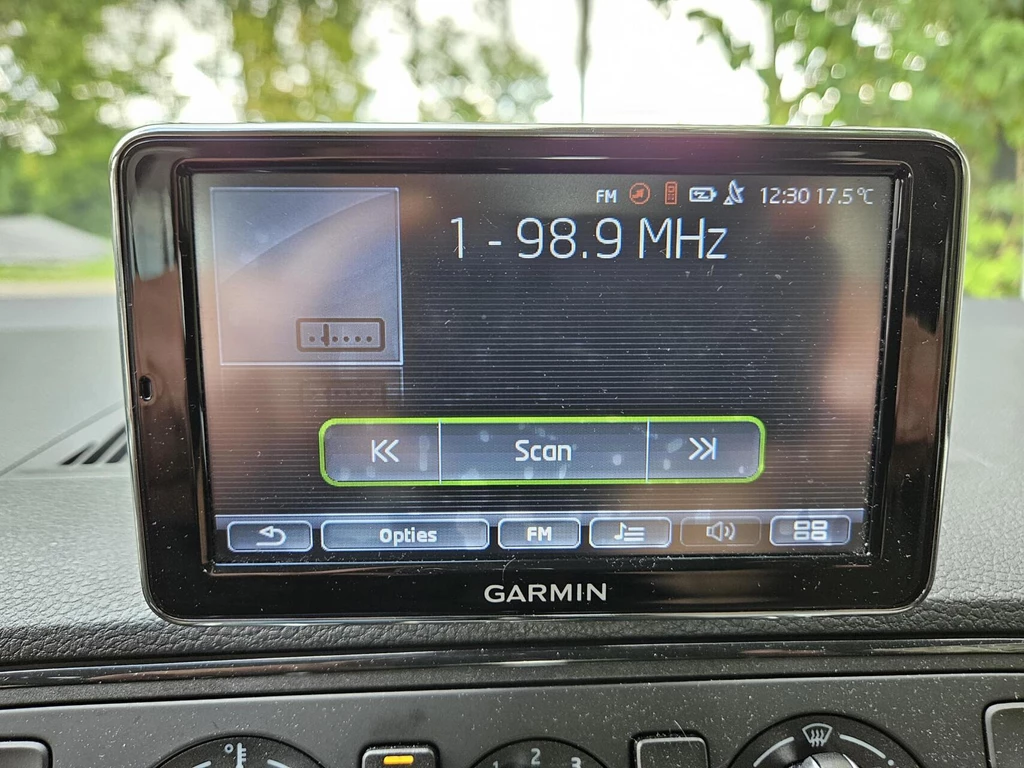 FM 12:30 17.5°C
1 - 98.9 MHz
Scan
Opties FM
GARMIN
1 2 3